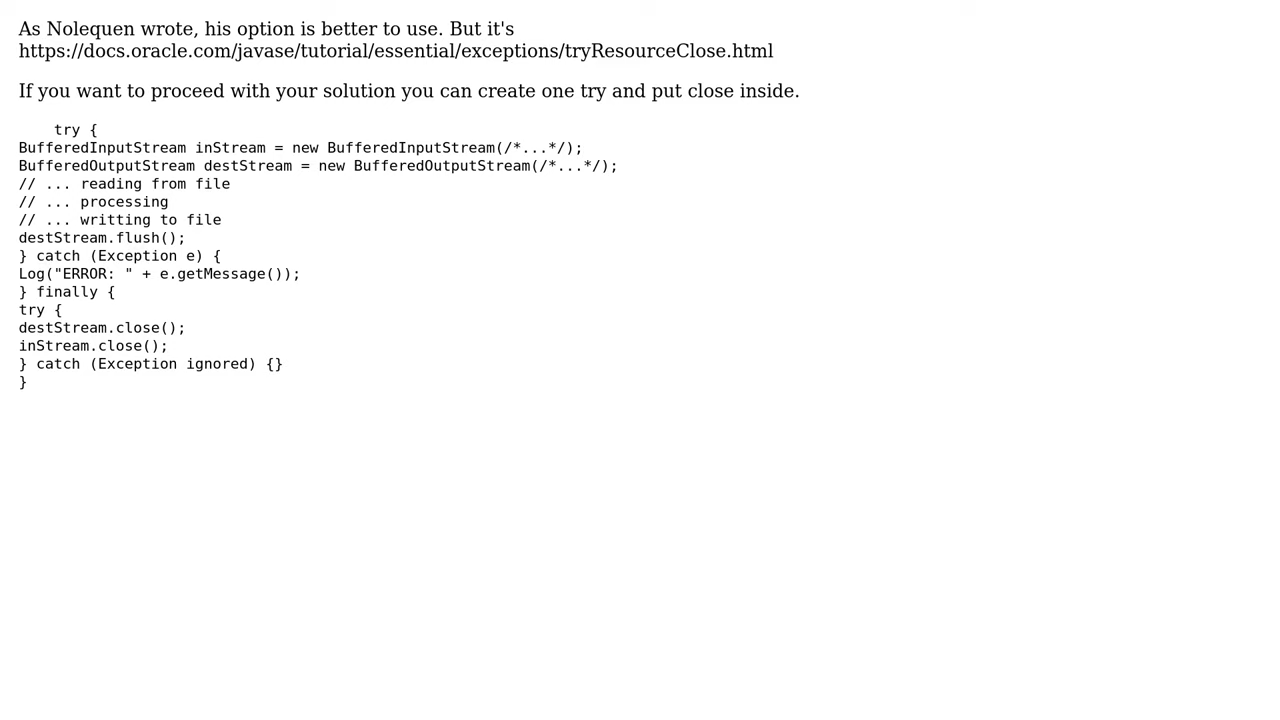 As Nolequen wrote, his option is better to use. But it's
https://docs.oracle.com/javase/tutorial/essential/exceptions/tryResourceClose.html
If you want to proceed with your solution you can create one try and put close inside.
    try {
BufferedInputStream inStream = new BufferedInputStream(/*...*/);
BufferedOutputStream destStream = new BufferedOutputStream(/*...*/);
// ... reading from file
// ... processing
// ... writting to file
destStream.flush();
} catch (Exception e) {
Log("ERROR: " + e.getMessage());
} finally {
try {
destStream.close();
inStream.close();
} catch (Exception ignored) {}
}